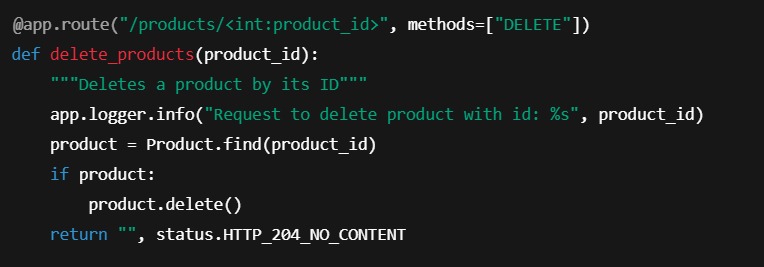 @app.route("/products/<int:product_id>", methods=["DELETE"])
def delete_products(product_id):
    """Deletes a product by its ID"""
    app.logger.info("Request to delete product with id: %s", product_id)
    product = Product.find(product_id)
    if product:
        product.delete()
    return "", status.HTTP_204_NO_CONTENT